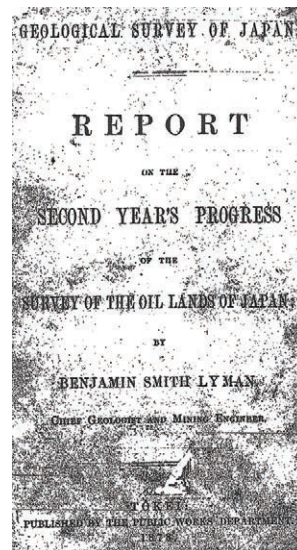 GEOLOGICAL SURVEY OF JAPAN
REPORT
ON THE
SECOND YEAR'S PROGRESS
OF THE
SURVEY OF THE OIL LANDS OF JAPAN
BY
BENJAMIN SMITH LYMAN,
CHIEF GEOLOGIST AND MINING ENGINEER.
TOKEI:
PUBLISHED BY THE PUBLIC WORKS DEPARTMENT.
1878.